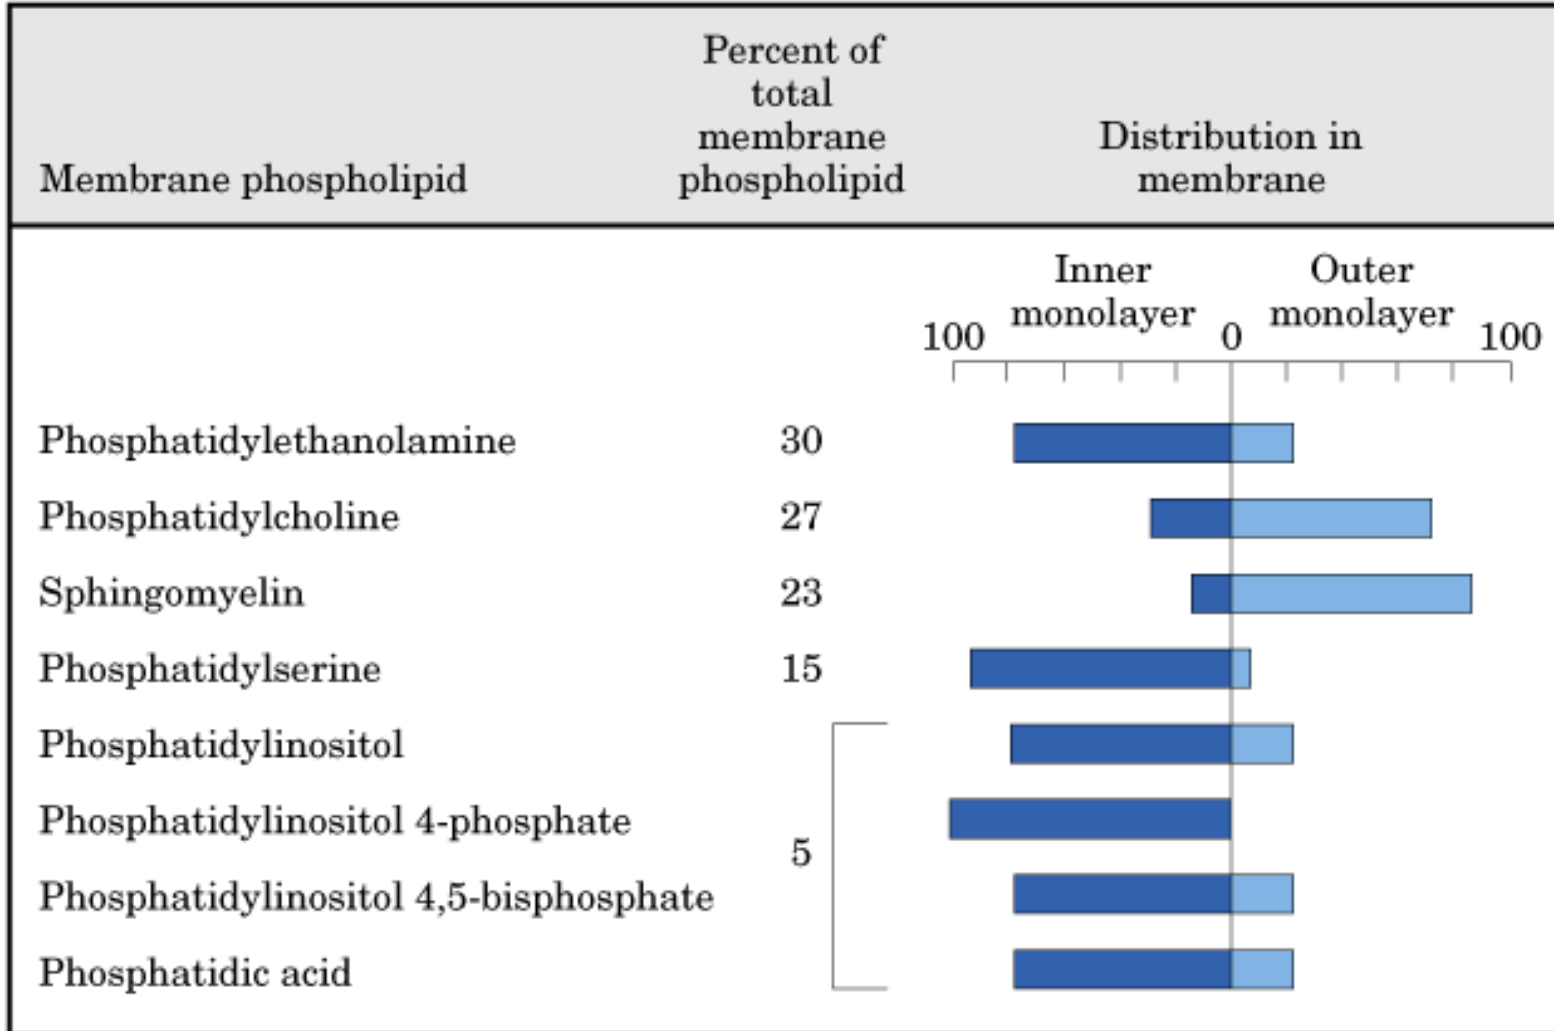 Percent of
total
membrane
phospholipid
Membrane phospholipid
Distribution in
membrane
Inner
monolayer
Outer
monolayer
100 0 100
Phosphatidylethanolamine 30
Phosphatidylcholine 27
Sphingomyelin 23
Phosphatidylserine 15
Phosphatidylinositol
Phosphatidylinositol 4-phosphate
5
Phosphatidylinositol 4,5-bisphosphate
Phosphatidic acid